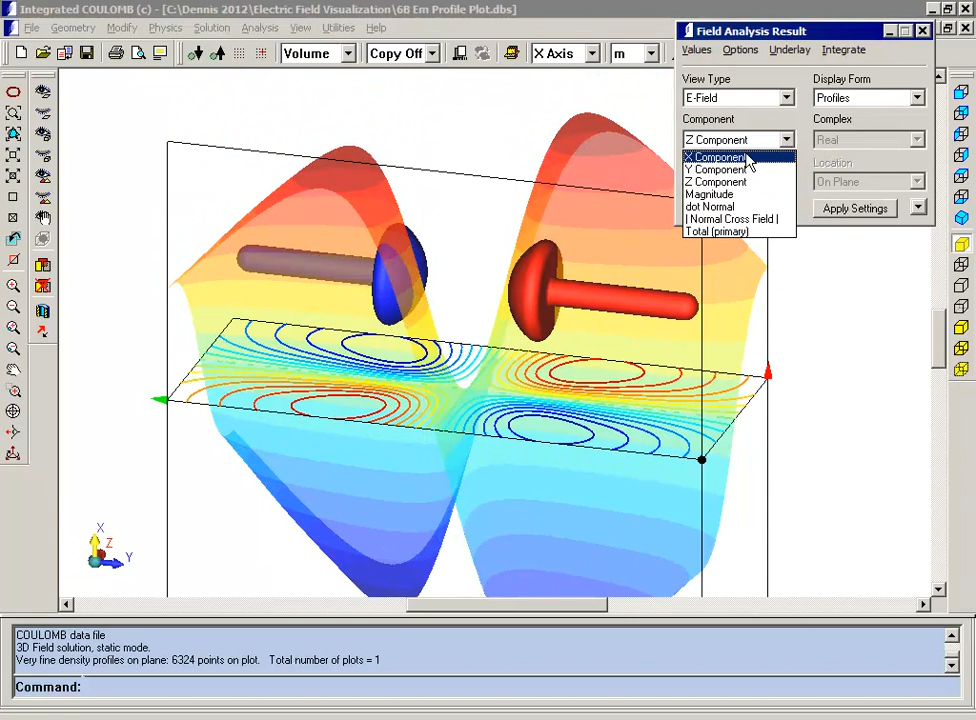 Integrated COULOMB (c) - [C:\Dennis 2012\Electric Field Visualization\6B Em Profile Plot.dbs]
File Geometry Modify Physics Solution Analysis View Utilities Help
Volume Copy Off X Axis m
Field Analysis Result
Values Options Underlay Integrate
View Type Display Form
E-Field Profiles
Component Complex
Z Component Real
X Component
Y Component Location
Z Component On Plane
Magnitude
dot Normal Apply Settings
| Normal Cross Field |
Total (primary)
X
Z
Y
COULOMB data file
3D Field solution, static mode.
Very fine density profiles on plane: 6324 points on plot. Total number of plots = 1
Command: